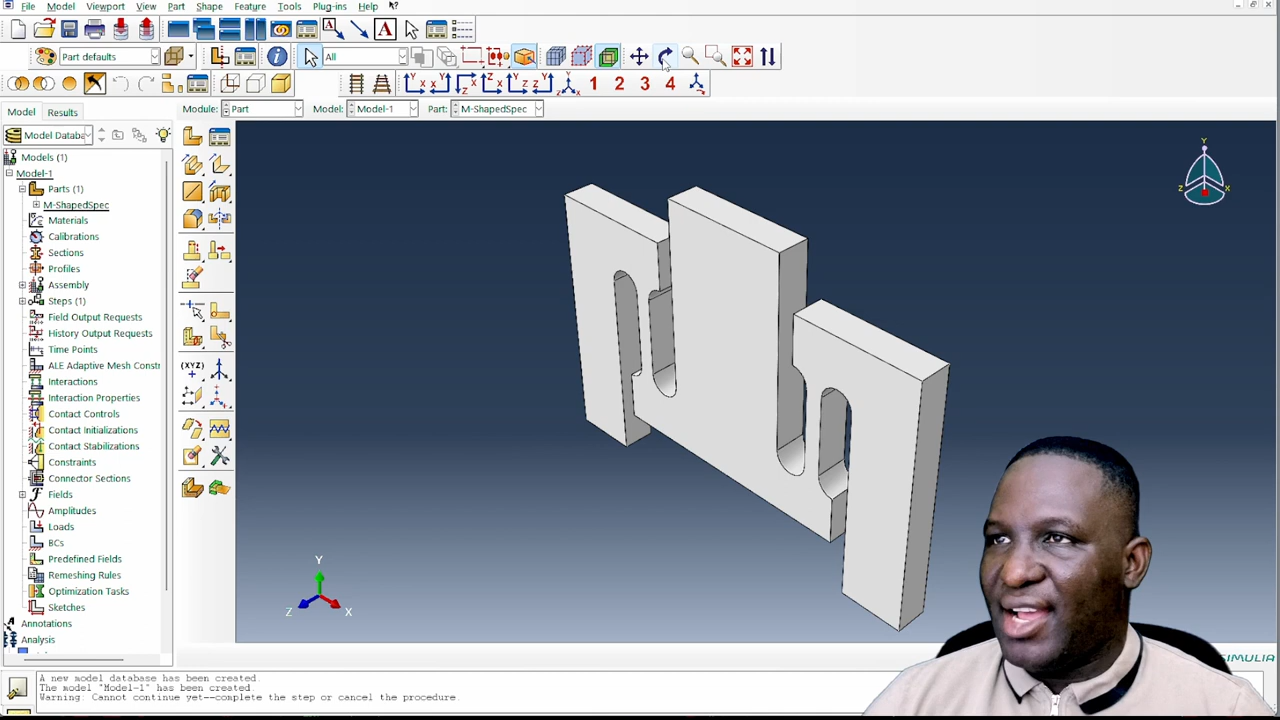 File Model Viewport View Part Shape Feature Tools Plug-ins Help
Part defaults All
1 2 3 4
Model Results Module: Part Model: Model-1 Part: M-ShapedSpec
Model Databa
Models (1)
Model-1
Parts (1)
M-ShapedSpec
Materials
Calibrations
Sections
Profiles
Assembly
Steps (1)
Field Output Requests
History Output Requests
Time Points
ALE Adaptive Mesh Constr
Interactions
Interaction Properties
Contact Controls
Contact Initializations
Contact Stabilizations
Constraints
Connector Sections
Fields
Amplitudes
Loads
BCs
Predefined Fields
Remeshing Rules
Optimization Tasks
Sketches
Annotations
Analysis
(XYZ)
Y
Z X
Y
Z X
SIMULIA
A new model database has been created.
The model "Model-1" has been created.
Warning: Cannot continue yet--complete the step or cancel the procedure.